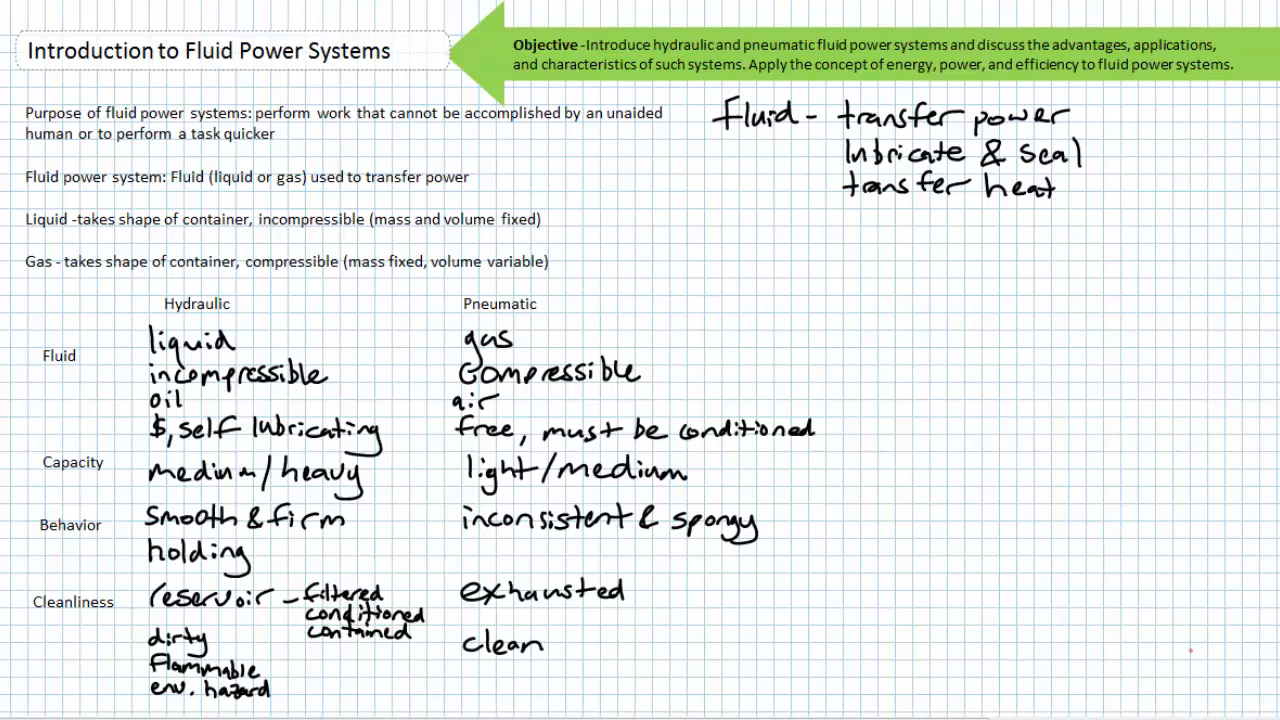 Introduction to Fluid Power Systems
Objective -Introduce hydraulic and pneumatic fluid power systems and discuss the advantages, applications,
and characteristics of such systems. Apply the concept of energy, power, and efficiency to fluid power systems.
Purpose of fluid power systems: perform work that cannot be accomplished by an unaided
human or to perform a task quicker
Fluid power system: Fluid (liquid or gas) used to transfer power
Liquid -takes shape of container, incompressible (mass and volume fixed)
Gas - takes shape of container, compressible (mass fixed, volume variable)
Fluid - transfer power
lubricate & seal
transfer heat
Hydraulic Pneumatic
Fluid
liquid gas
incompressible compressible
oil air
$, self lubricating free, must be conditioned
Capacity medium/heavy light/medium
Behavior smooth & firm inconsistent & spongy
holding
Cleanliness reservoir - filtered exhausted
conditioned
contained
dirty clean
flammable
env. hazard